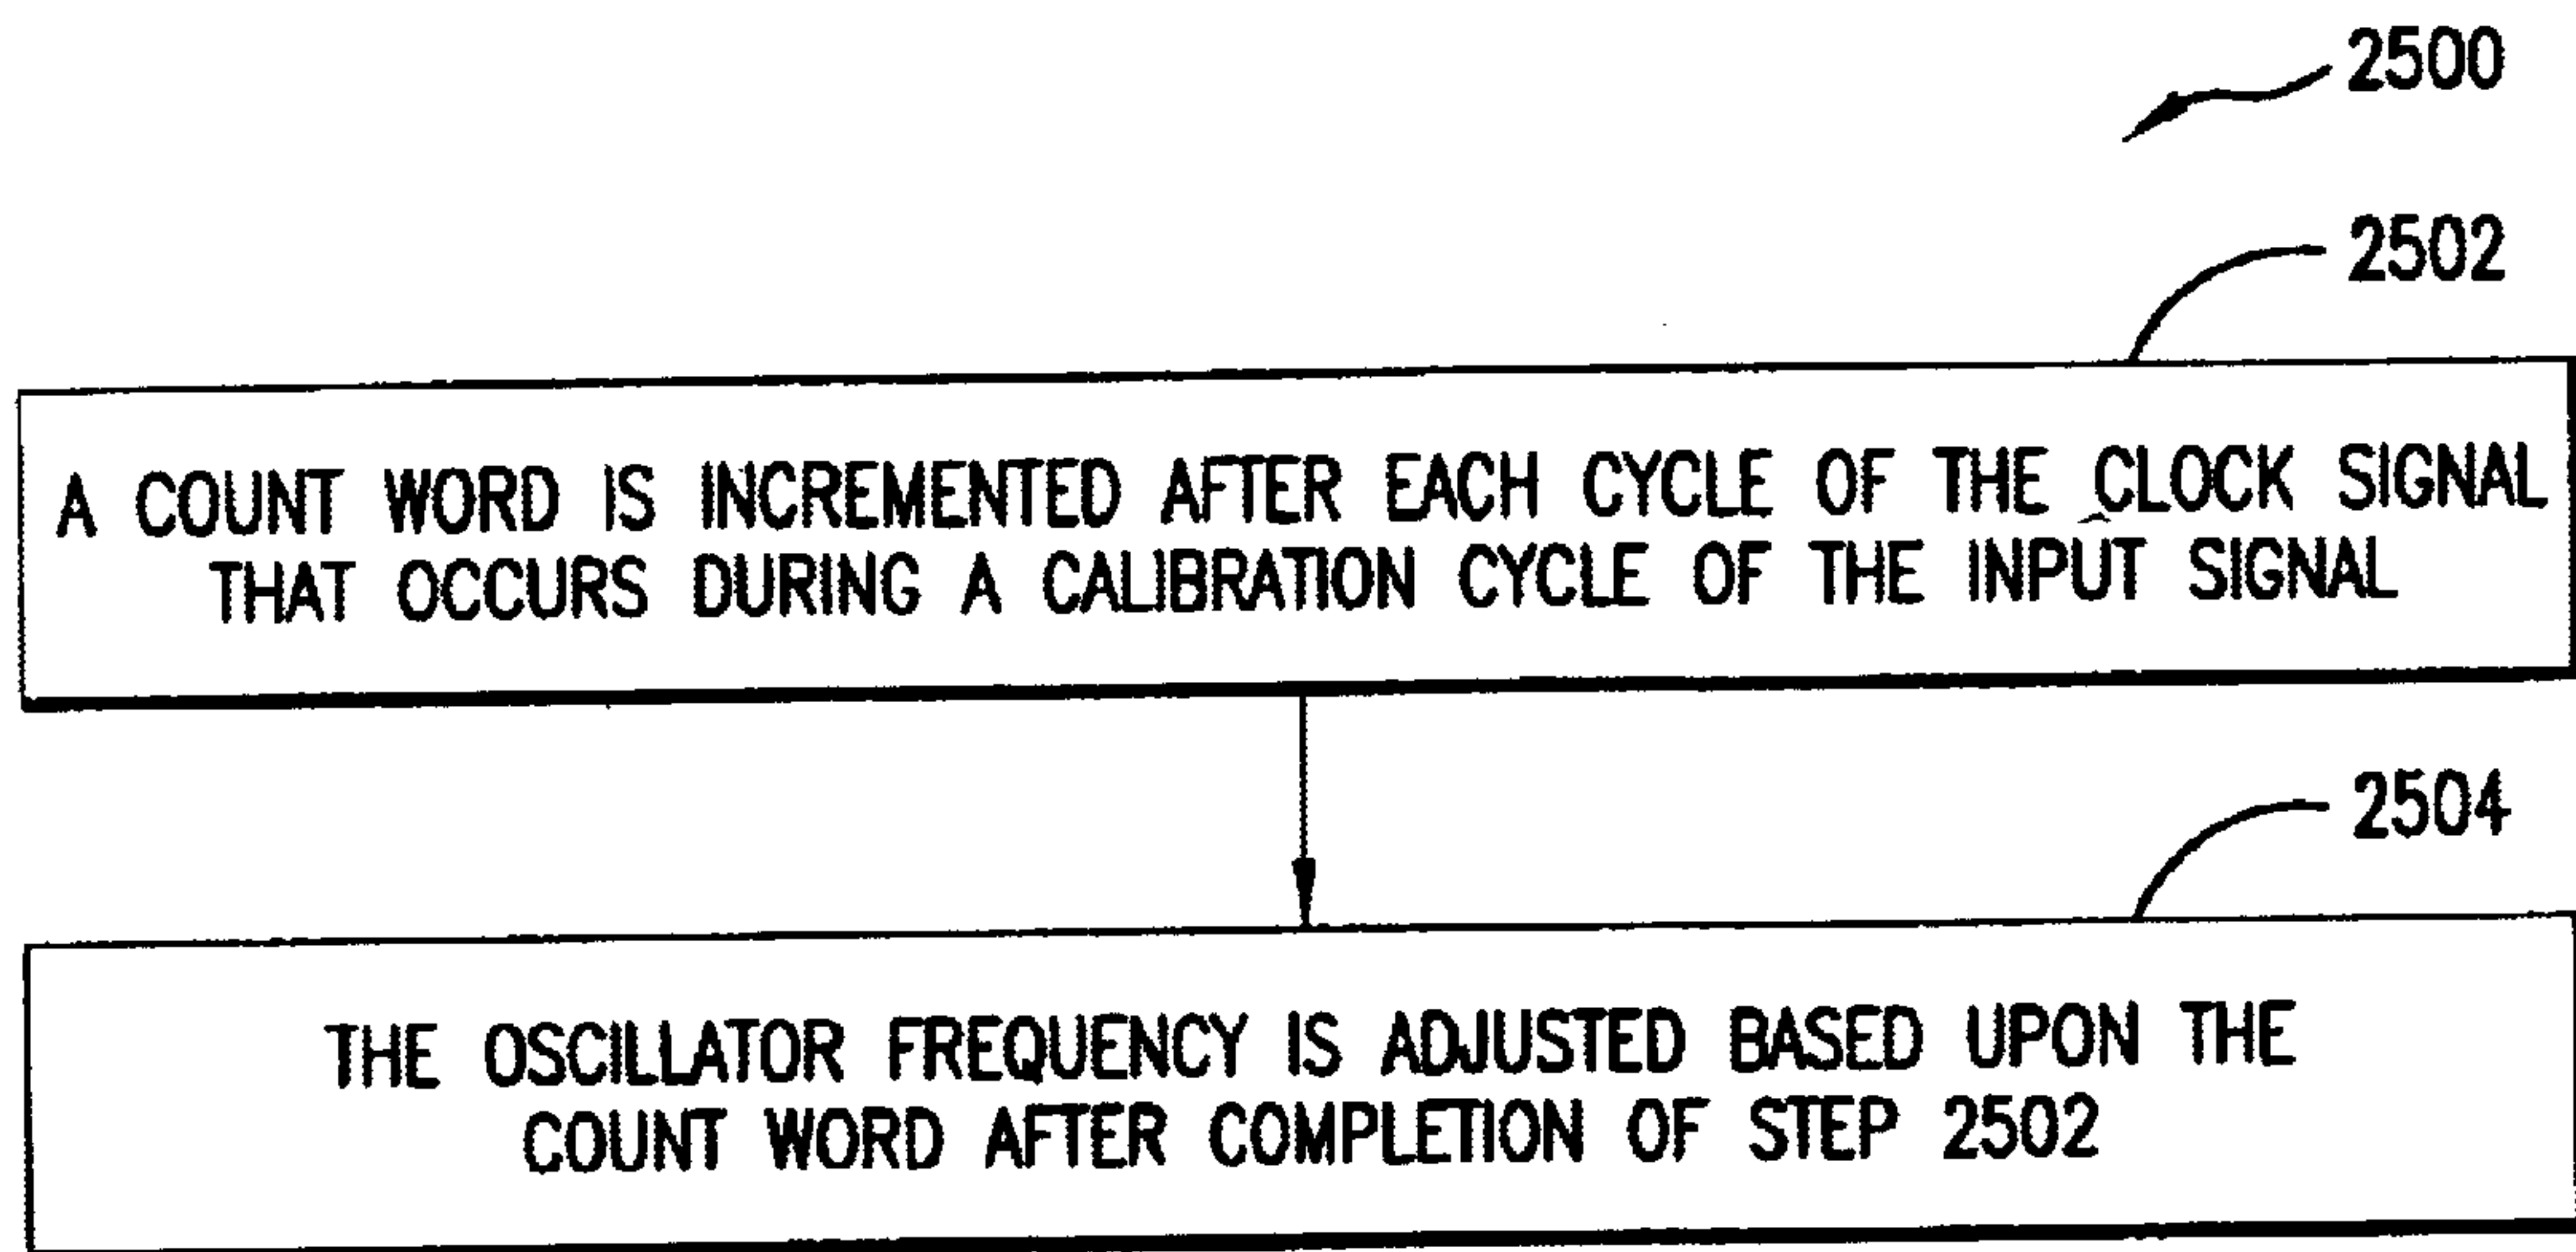 2500
2502
A COUNT WORD IS INCREMENTED AFTER EACH CYCLE OF THE CLOCK SIGNAL
THAT OCCURS DURING A CALIBRATION CYCLE OF THE INPUT SIGNAL
2504
THE OSCILLATOR FREQUENCY IS ADJUSTED BASED UPON THE
COUNT WORD AFTER COMPLETION OF STEP 2502